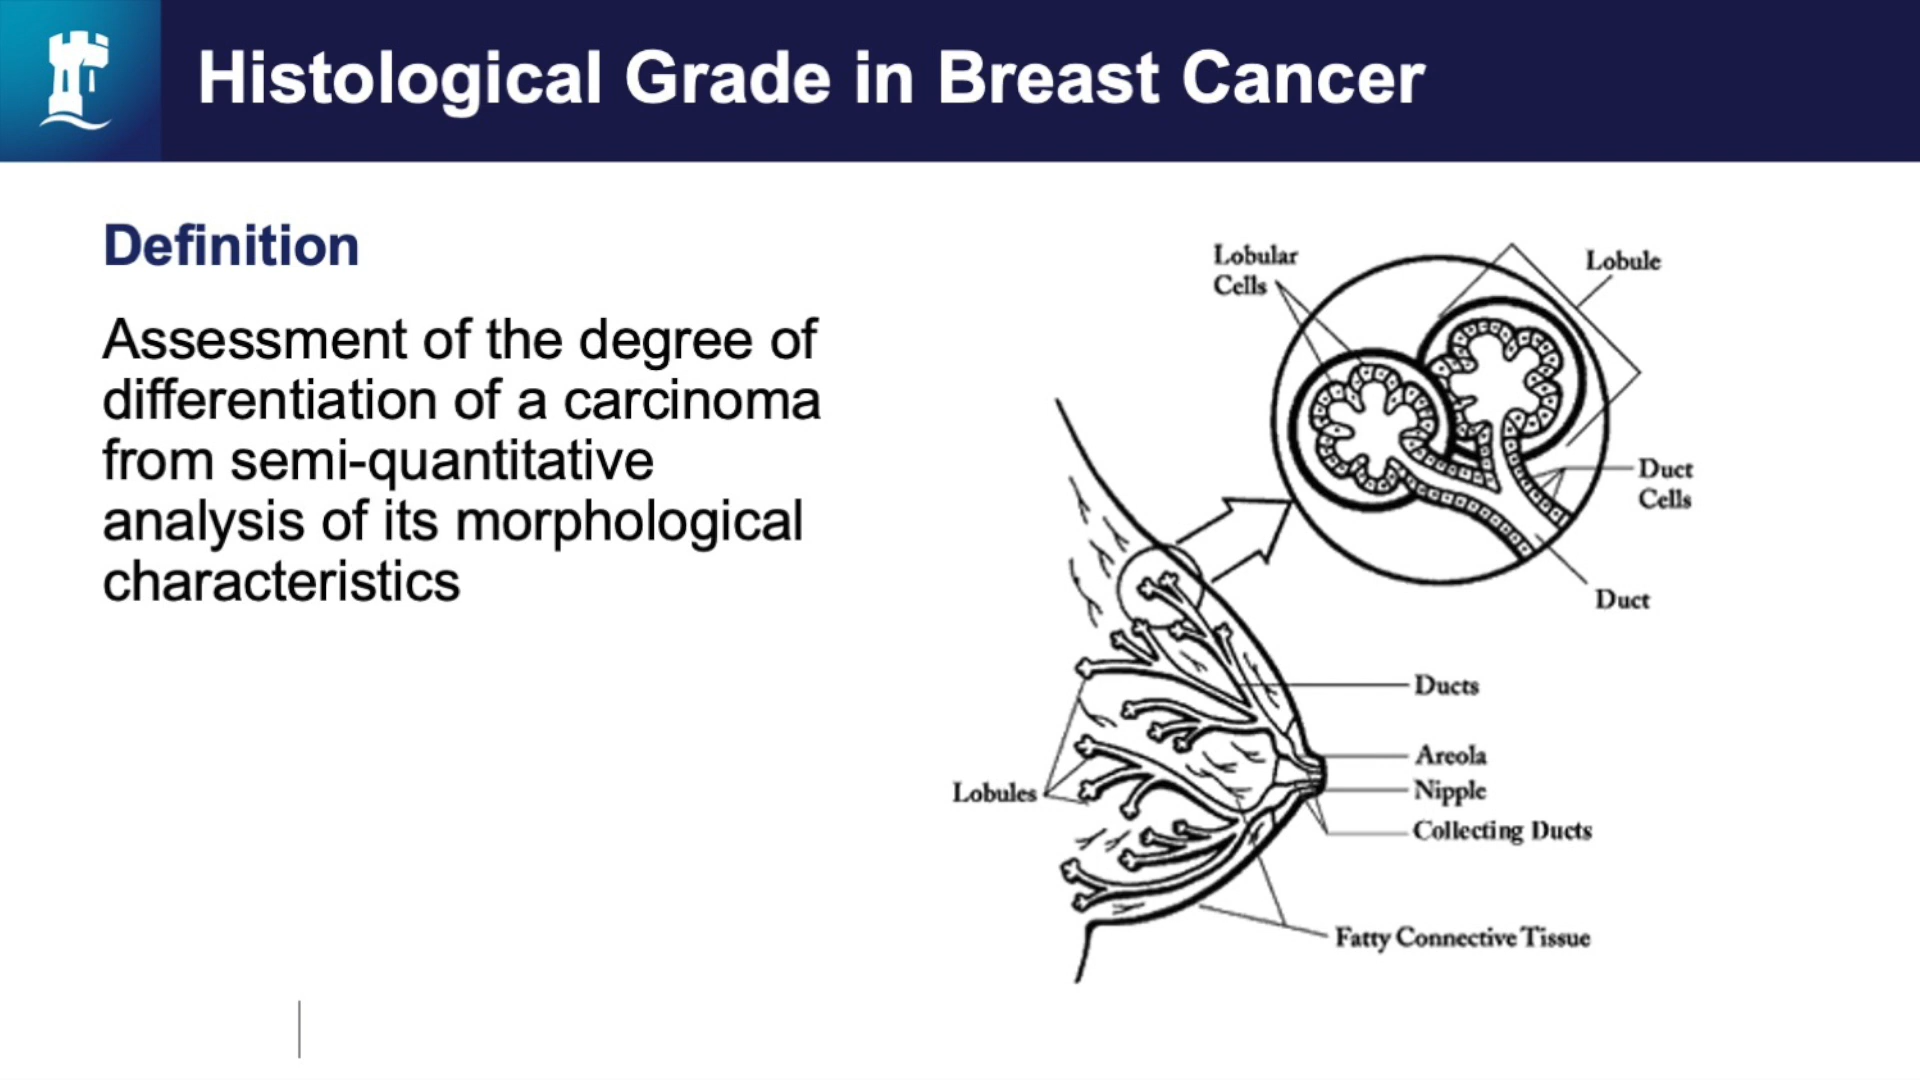 Histological Grade in Breast Cancer
Definition
Assessment of the degree of
differentiation of a carcinoma
from semi-quantitative
analysis of its morphological
characteristics
Lobular
Cells
Lobule
Duct
Cells
Duct
Ducts
Areola
Nipple
Lobules
Collecting Ducts
Fatty Connective Tissue